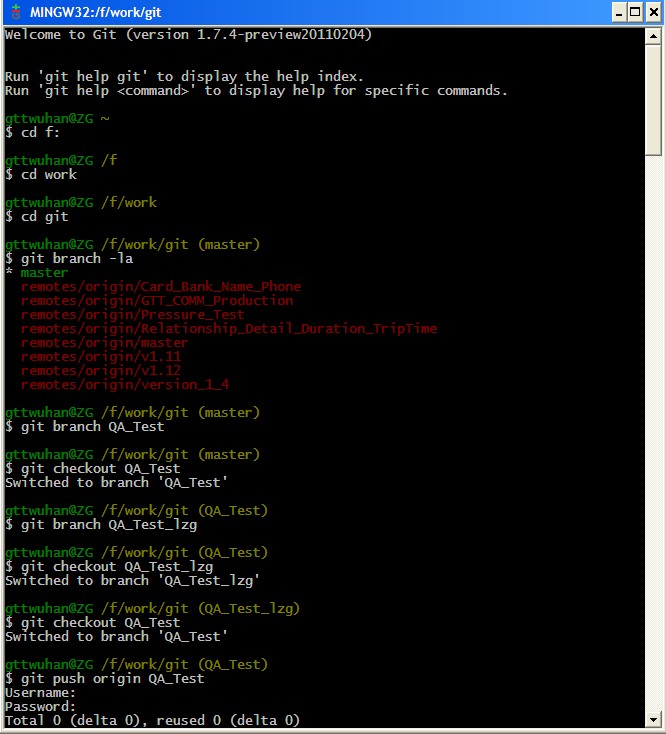 MINGW32:/f/work/git
Welcome to Git (version 1.7.4-preview20110204)
Run 'git help git' to display the help index.
Run 'git help <command>' to display help for specific commands.
gttwuhan@ZG ~
$ cd f:
gttwuhan@ZG /f
$ cd work
gttwuhan@ZG /f/work
$ cd git
gttwuhan@ZG /f/work/git (master)
$ git branch -la
* master
remotes/origin/Card_Bank_Name_Phone
remotes/origin/GTT_COMM_Production
remotes/origin/Pressure_Test
remotes/origin/Relationship_Detail_Duration_TripTime
remotes/origin/master
remotes/origin/v1.11
remotes/origin/v1.12
remotes/origin/version_1_4
gttwuhan@ZG /f/work/git (master)
$ git branch QA_Test
gttwuhan@ZG /f/work/git (master)
$ git checkout QA_Test
Switched to branch 'QA_Test'
gttwuhan@ZG /f/work/git (QA_Test)
$ git branch QA_Test_lzg
gttwuhan@ZG /f/work/git (QA_Test)
$ git checkout QA_Test_lzg
Switched to branch 'QA_Test_lzg'
gttwuhan@ZG /f/work/git (QA_Test_lzg)
$ git checkout QA_Test
Switched to branch 'QA_Test'
gttwuhan@ZG /f/work/git (QA_Test)
$ git push origin QA_Test
Username:
Password:
Total 0 (delta 0), reused 0 (delta 0)